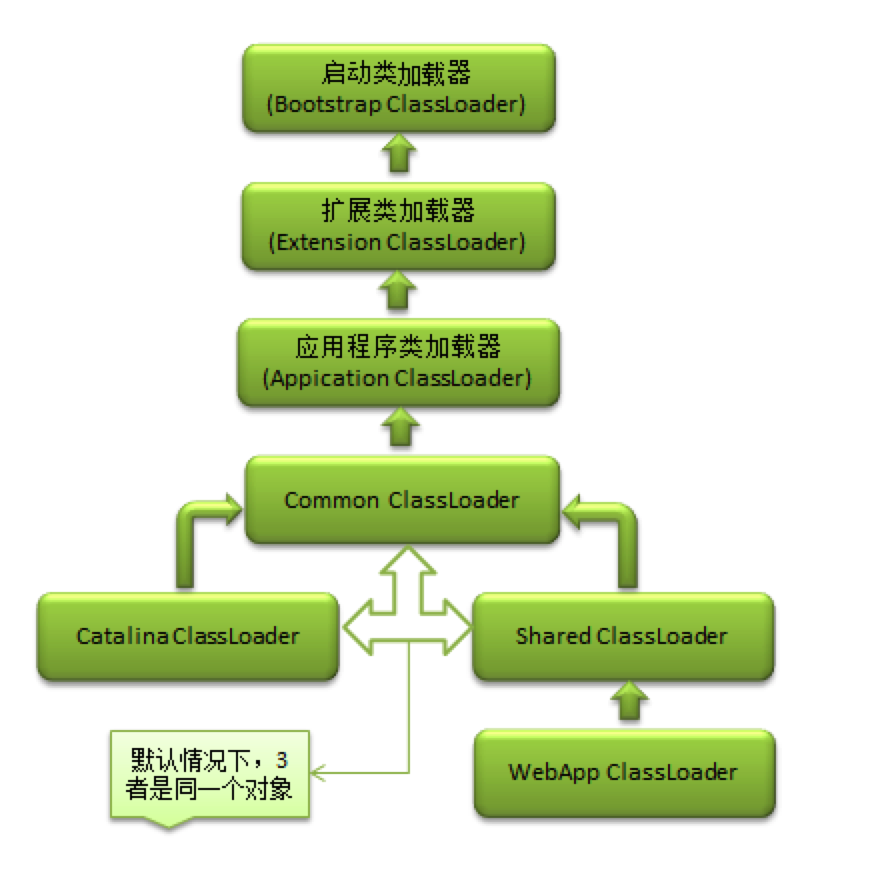 启动类加载器
(Bootstrap ClassLoader)
扩展类加载器
(Extension ClassLoader)
应用程序类加载器
(Appication ClassLoader)
Common ClassLoader
Catalina ClassLoader
Shared ClassLoader
默认情况下，3
者是同一个对象
WebApp ClassLoader